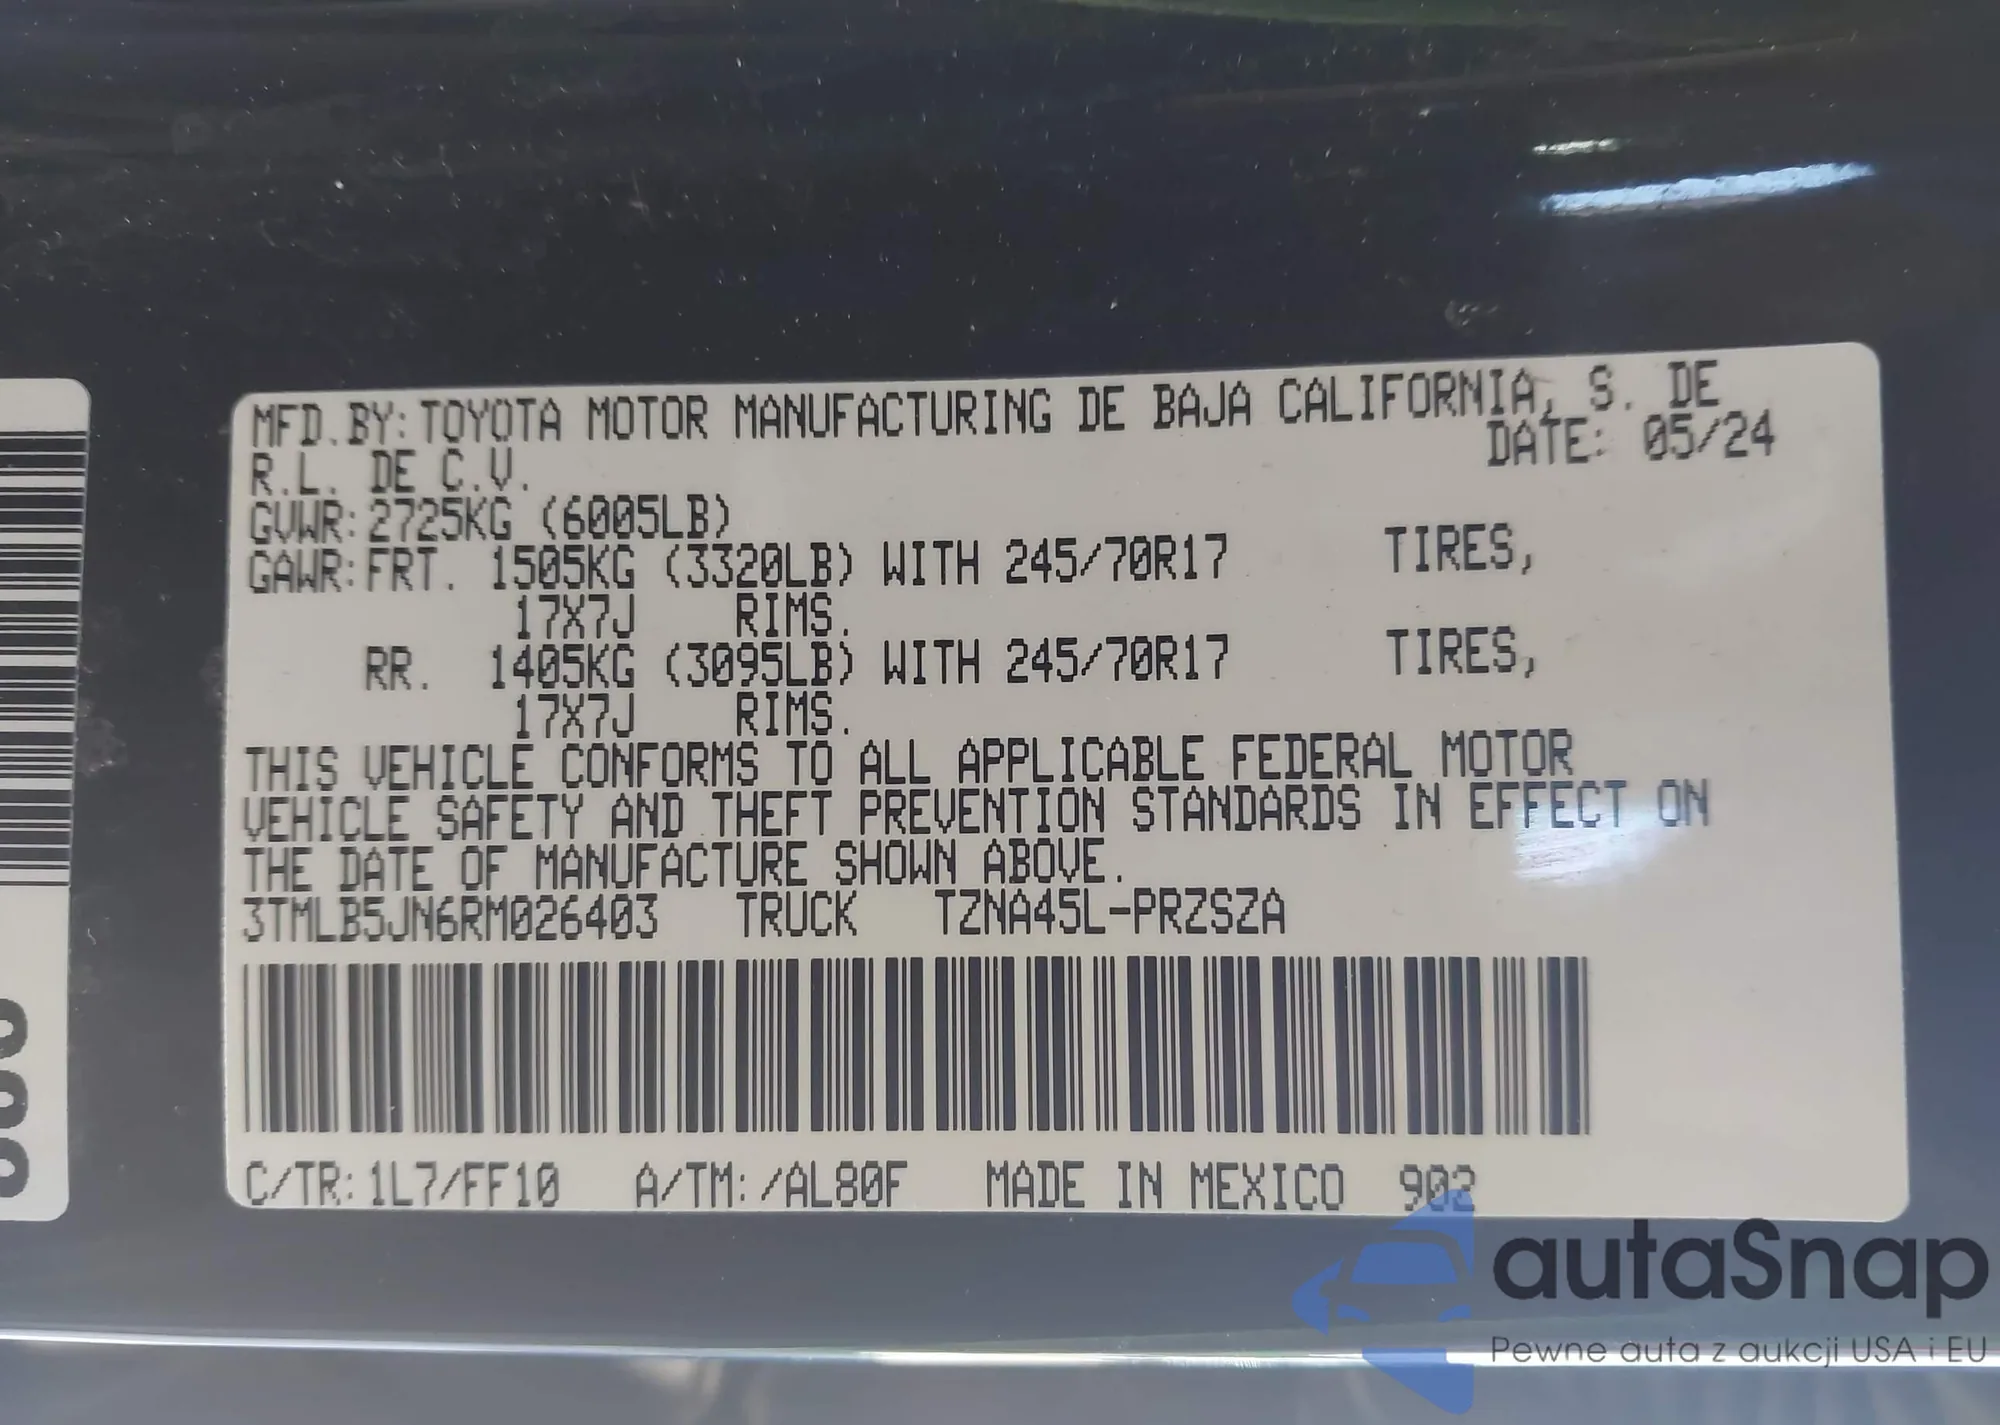 MFD.BY: TOYOTA MOTOR MANUFACTURING DE BAJA CALIFORNIA, S. DE
R.L. DE C.V. DATE: 05/24
GVWR: 2725KG (6005LB)
GAWR: FRT. 1505KG (3320LB) WITH 245/70R17 TIRES,
17X7J RIMS.
RR. 1405KG (3095LB) WITH 245/70R17 TIRES,
17X7J RIMS.
THIS VEHICLE CONFORMS TO ALL APPLICABLE FEDERAL MOTOR
VEHICLE SAFETY AND THEFT PREVENTION STANDARDS IN EFFECT ON
THE DATE OF MANUFACTURE SHOWN ABOVE.
3TMLB5JN6RM026403 TRUCK TZNA45L-PRZSZA
C/TR: 1L7/FF10 A/TM: /AL80F MADE IN MEXICO 902
autaSnap
Pewne auta z aukcji USA i EU